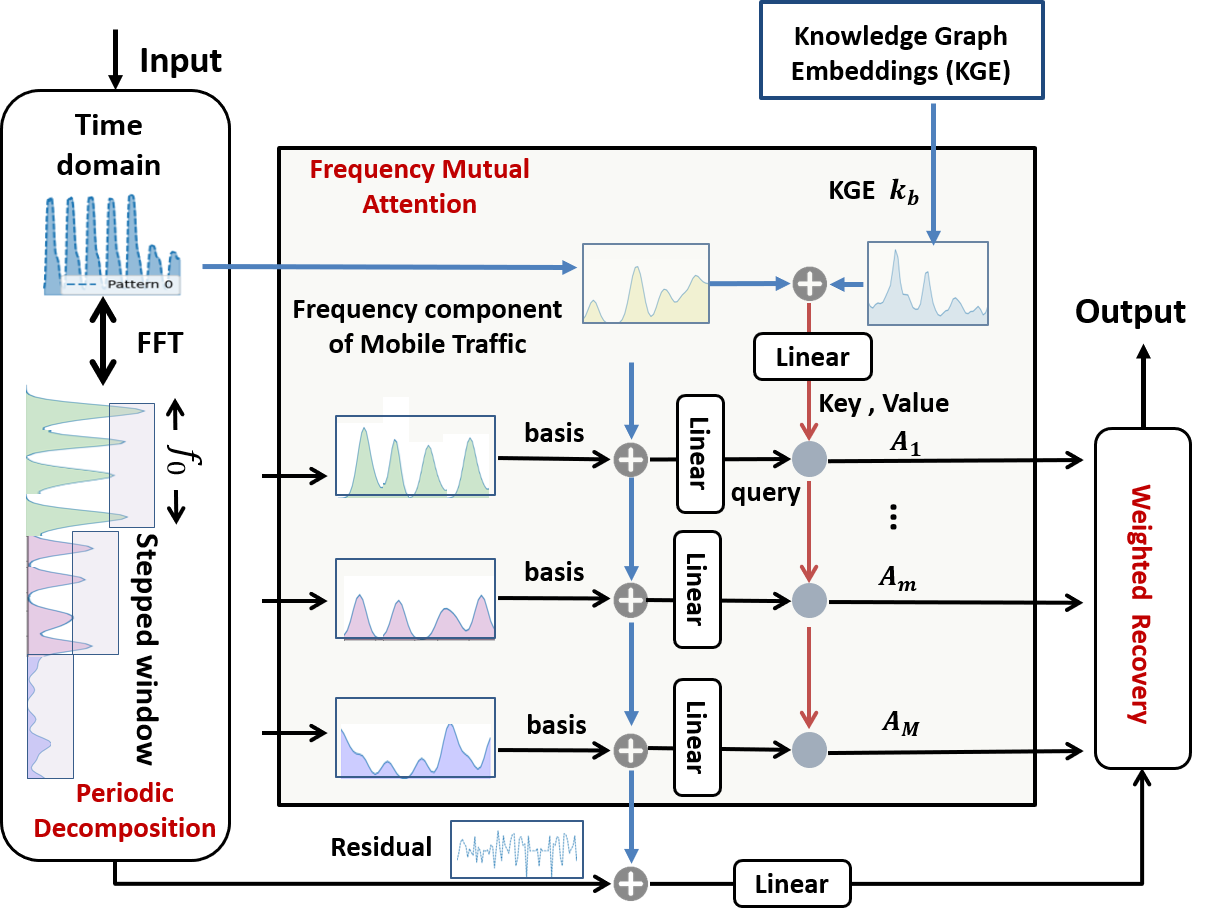 Input
Time
domain
Pattern 0
FFT
f₀
Stepped window
Periodic
Decomposition
Knowledge Graph
Embeddings (KGE)
Frequency Mutual
Attention
KGE k_b
Frequency component
of Mobile Traffic
Linear
Key , Value
basis
Linear
query
A₁
...
basis
Linear
A_m
basis
Linear
A_M
Residual
Linear
Output
Weighted Recovery